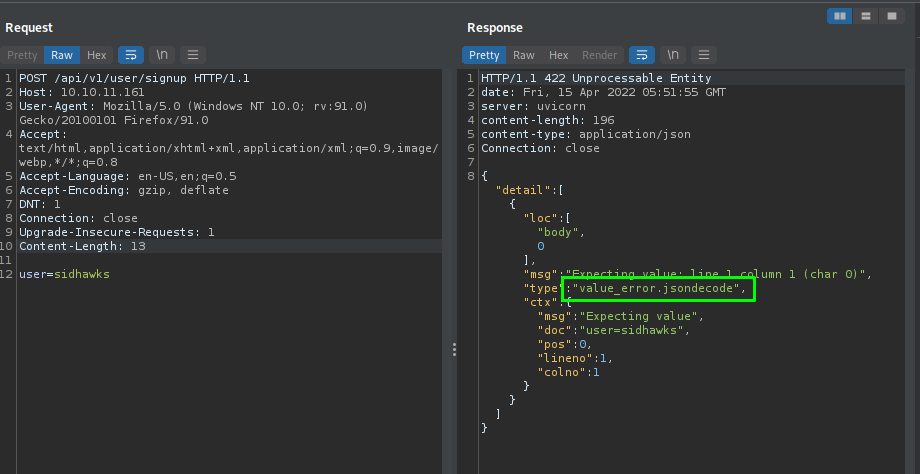 Request
Pretty Raw Hex \n
1 POST /api/v1/user/signup HTTP/1.1
2 Host: 10.10.11.161
3 User-Agent: Mozilla/5.0 (Windows NT 10.0; rv:91.0)
Gecko/20100101 Firefox/91.0
4 Accept:
text/html,application/xhtml+xml,application/xml;q=0.9,image/
webp,*/*;q=0.8
5 Accept-Language: en-US,en;q=0.5
6 Accept-Encoding: gzip, deflate
7 DNT: 1
8 Connection: close
9 Upgrade-Insecure-Requests: 1
10 Content-Length: 13
11
12 user=sidhawks
Response
Pretty Raw Hex Render \n
1 HTTP/1.1 422 Unprocessable Entity
2 date: Fri, 15 Apr 2022 05:51:55 GMT
3 server: uvicorn
4 content-length: 196
5 content-type: application/json
6 Connection: close
7
8 {
"detail":[
{
"loc":[
"body",
0
],
"msg":"Expecting value: line 1 column 1 (char 0)",
"type":"value_error.jsondecode",
"ctx":{
"msg":"Expecting value",
"doc":"user=sidhawks",
"pos":0,
"lineno":1,
"colno":1
}
}
]
}